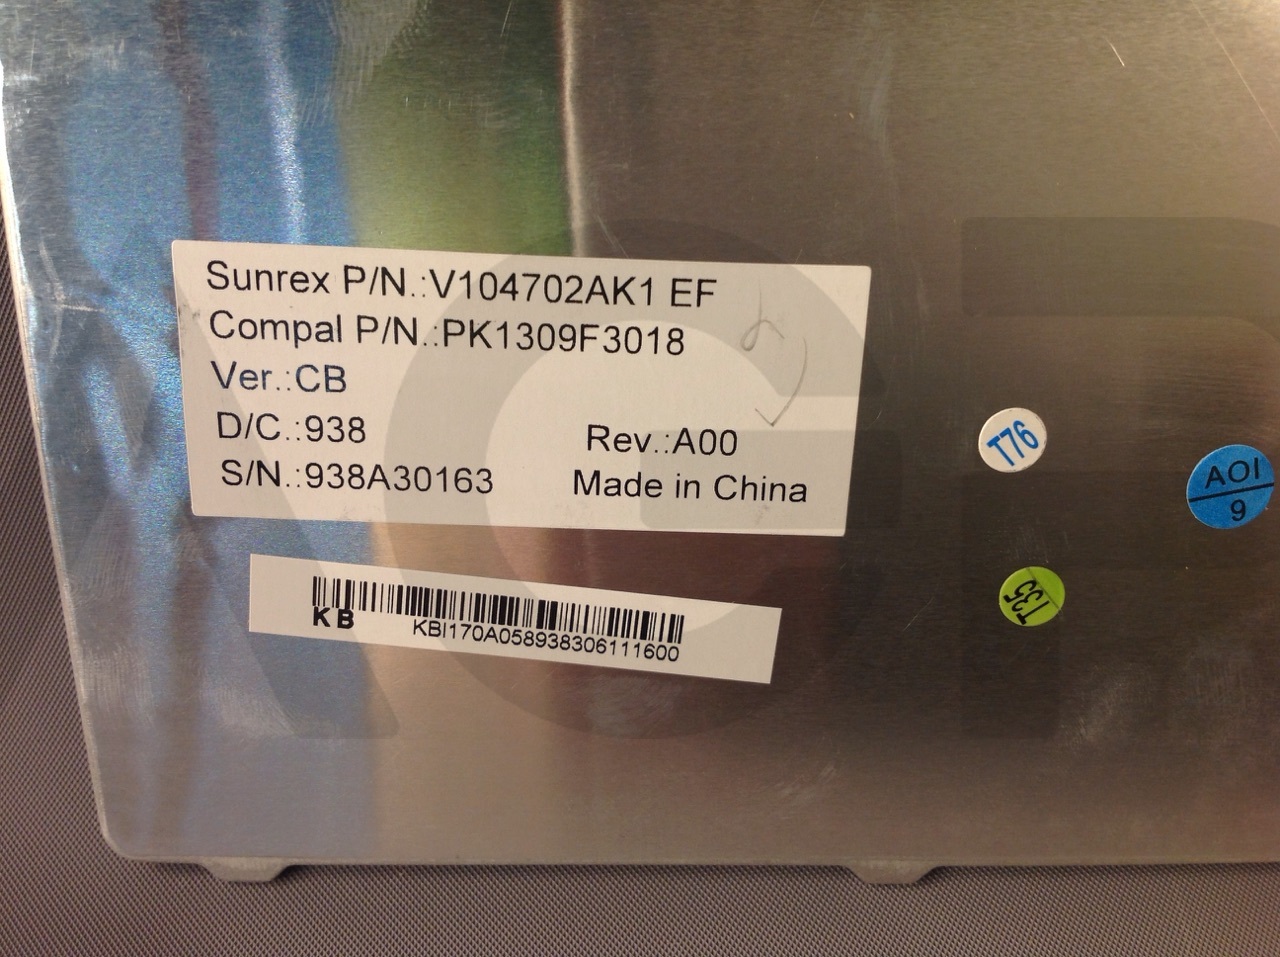 Sunrex P/N.:V104702AK1 EF
Compal P/N.:PK1309F3018
Ver.:CB
D/C.:938 Rev.:A00
S/N.:938A30163 Made in China
KB
KBI170A058938306111600
T76
AOI
9
T35